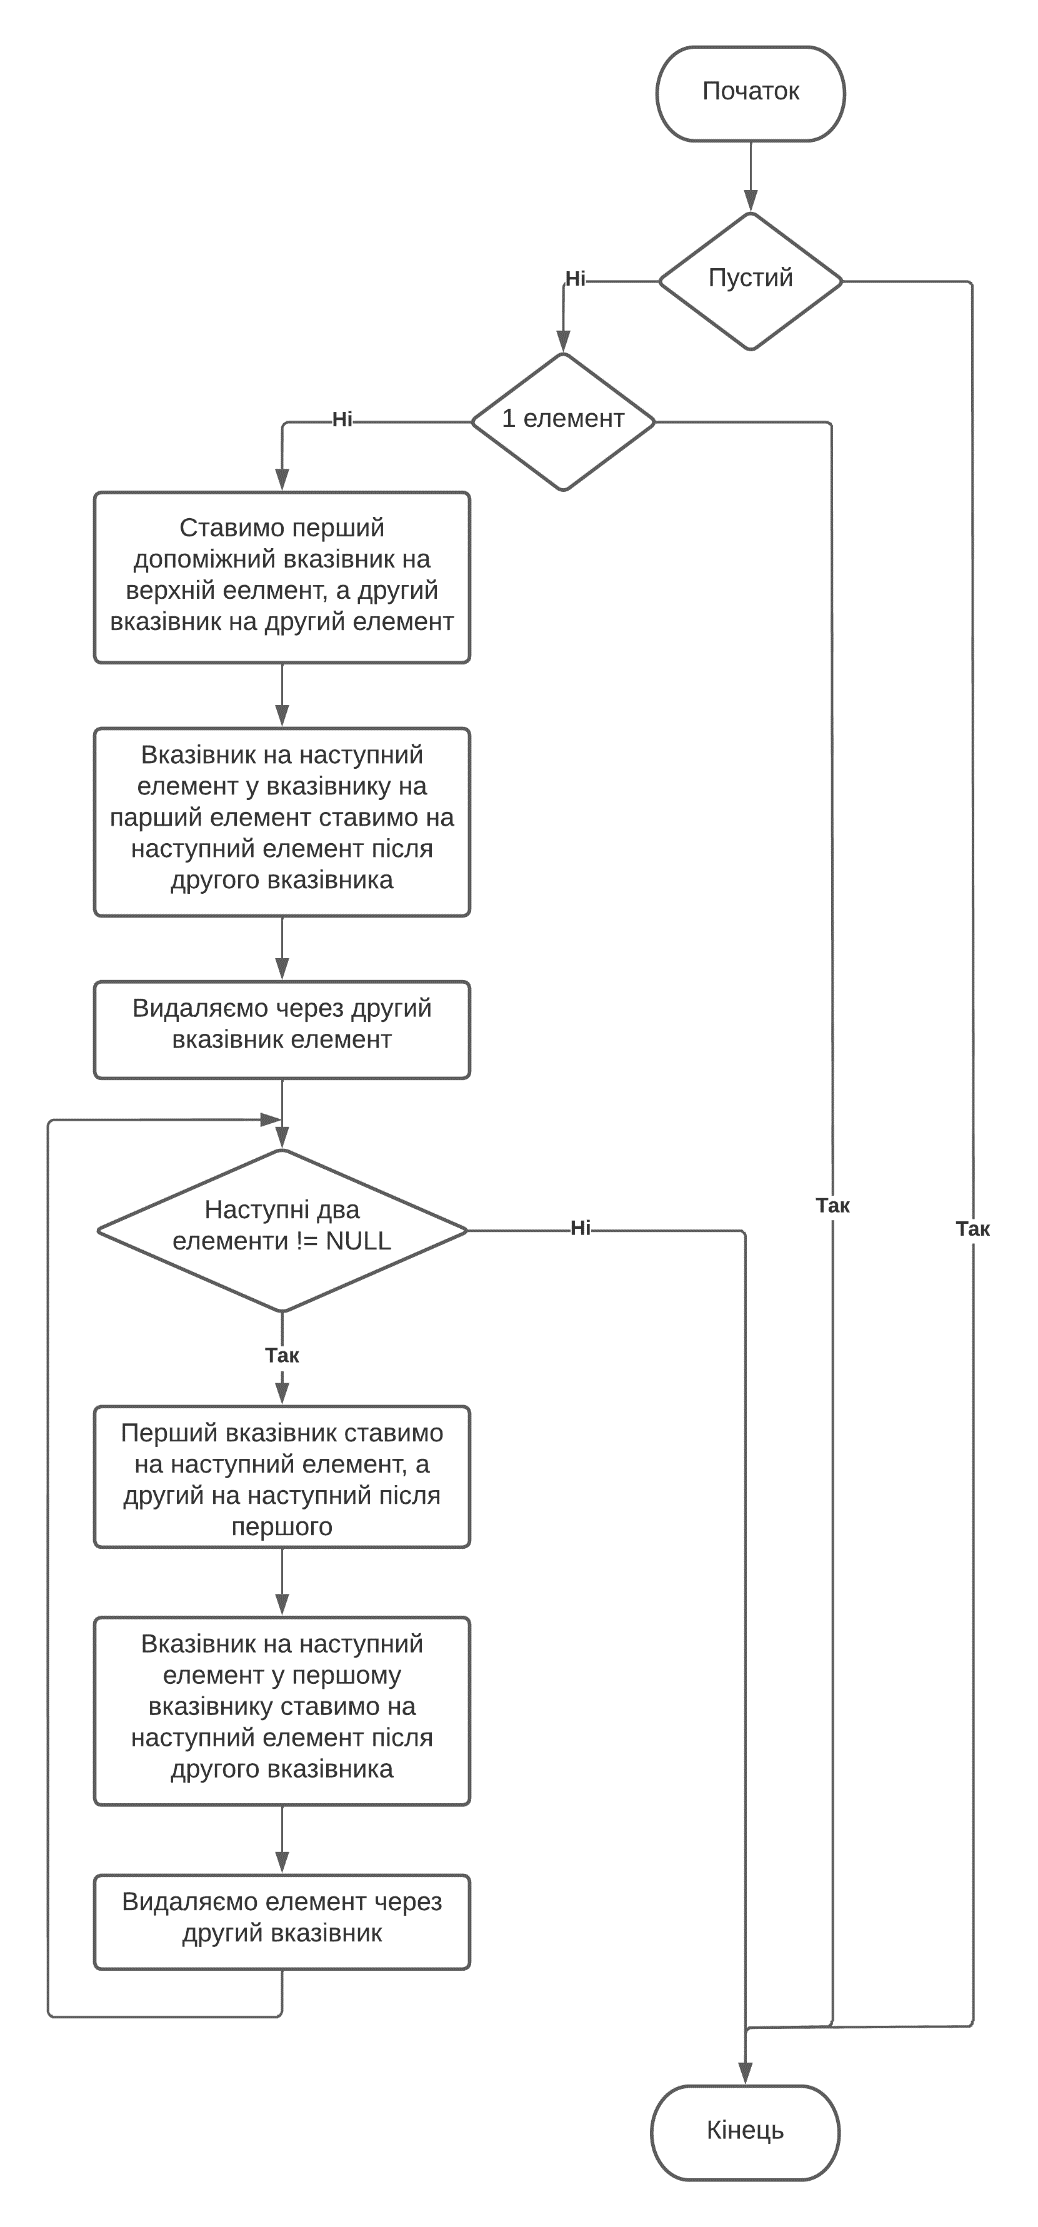 Початок
Пустий
Ні
1 елемент
Ні
Ставимо перший
допоміжний вказівник на
верхній еелмент, а другий
вказівник на другий елемент
Вказівник на наступний
елемент у вказівнику на
парший елемент ставимо на
наступний елемент після
другого вказівника
Видаляємо через другий
вказівник елемент
Наступні два
елементи != NULL
Ні
Так
Так
Так
Перший вказівник ставимо
на наступний елемент, а
другий на наступний після
першого
Вказівник на наступний
елемент у першому
вказівнику ставимо на
наступний елемент після
другого вказівника
Видаляємо елемент через
другий вказівник
Кінець